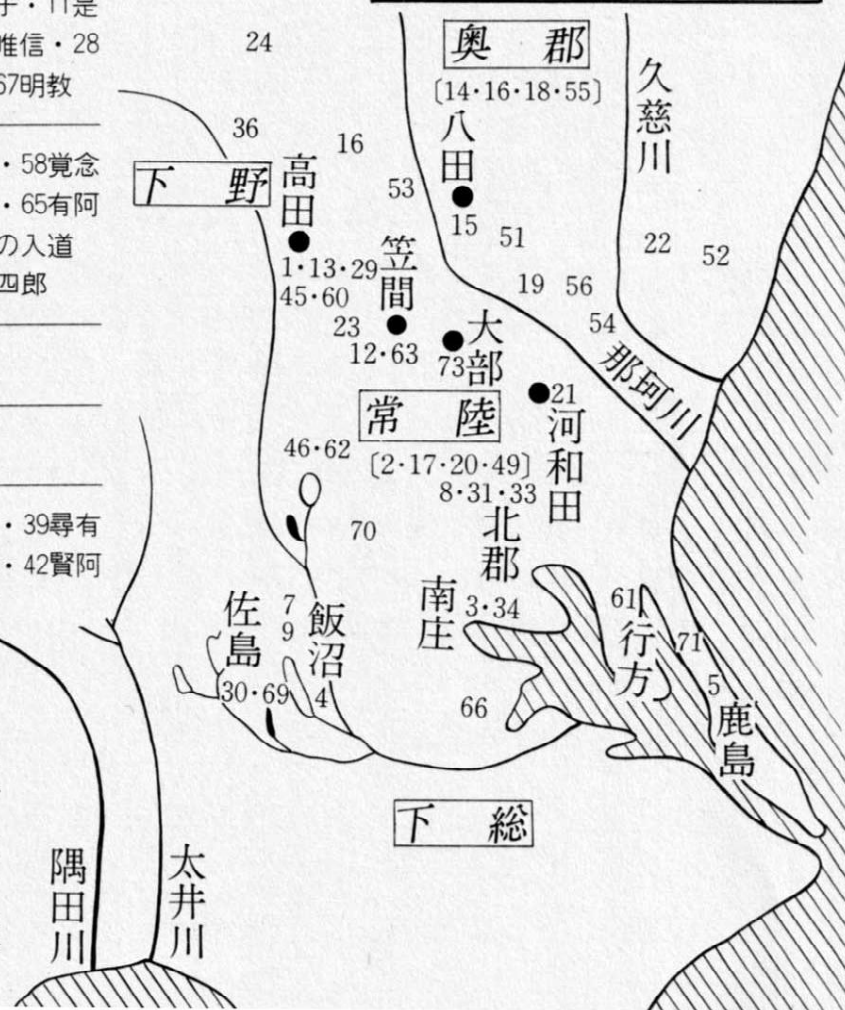 子・11是
唯信・28
67明教
・58覚念
・65有阿
の入道
四郎
・39尋有
・42賢阿
24
奥郡
〔14・16・18・55〕
久慈川
八田
15
36
16
下野
高田
1・13・29
45・60
53
51
22
52
19
56
54
笠間
23
12・63
大部
73
那珂川
21
河和田
常陸
〔2・17・20・49〕
8・31・33
北郡
46・62
70
南庄
3・34
佐島
7
9
飯沼
30・69
4
66
61
行方
71
5
鹿島
下総
隅田川
太井川